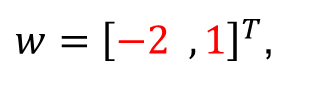 w = [−2 , 1]ᵀ,